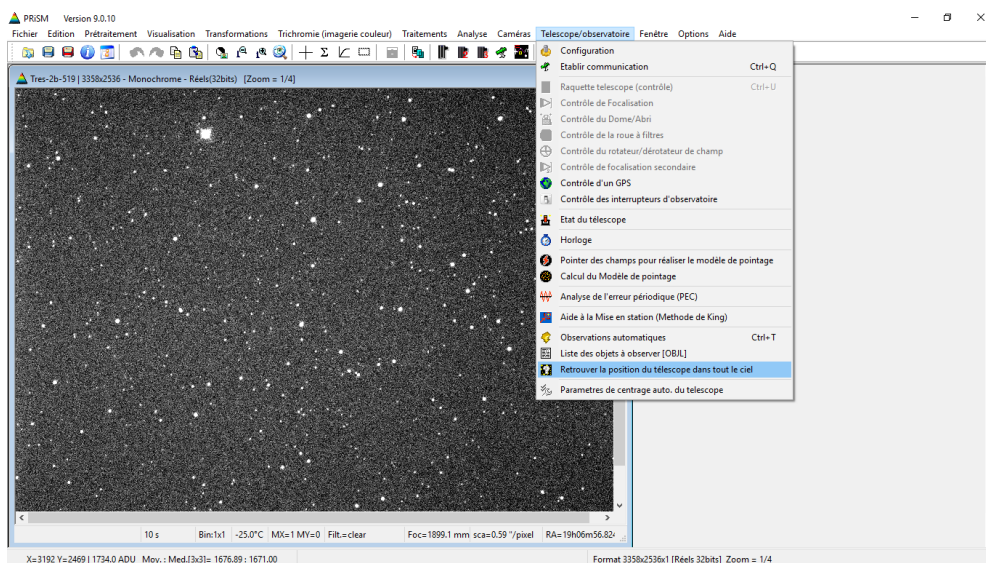 PRiSM Version 9.0.10
Fichier Edition Prétraitement Visualisation Transformations Trichromie (imagerie couleur) Traitements Analyse Caméras Telescope/observatoire Fenêtre Options Aide
Tres-2b-519 | 3358x2536 - Monochrome - Réels(32bits) [Zoom = 1/4]
Configuration
Etablir communication Ctrl+Q
Raquette telescope (contrôle) Ctrl+U
Contrôle de Focalisation
Contrôle du Dome/Abri
Contrôle de la roue à filtres
Contrôle du rotateur/dérotateur de champ
Contrôle de focalisation secondaire
Contrôle d'un GPS
Contrôle des interrupteurs d'observatoire
Etat du télescope
Horloge
Pointer des champs pour réaliser le modèle de pointage
Calcul du Modèle de pointage
Analyse de l'erreur périodique (PEC)
Aide à la Mise en station (Methode de King)
Observations automatiques Ctrl+T
Liste des objets à observer [OBJL]
Retrouver la position du télescope dans tout le ciel
Parametres de centrage auto. du telescope
10 s Bin:1x1 -25.0°C MX=1 MY=0 Filt.=clear Foc=1899.1 mm sca=0.59 "/pixel RA=19h06m56.82
X=3192 Y=2469 | 1734.0 ADU Moy. : Med.[3x3]= 1676.89 : 1671.00 Format 3358x2536x1 [Réels 32bits] Zoom = 1/4